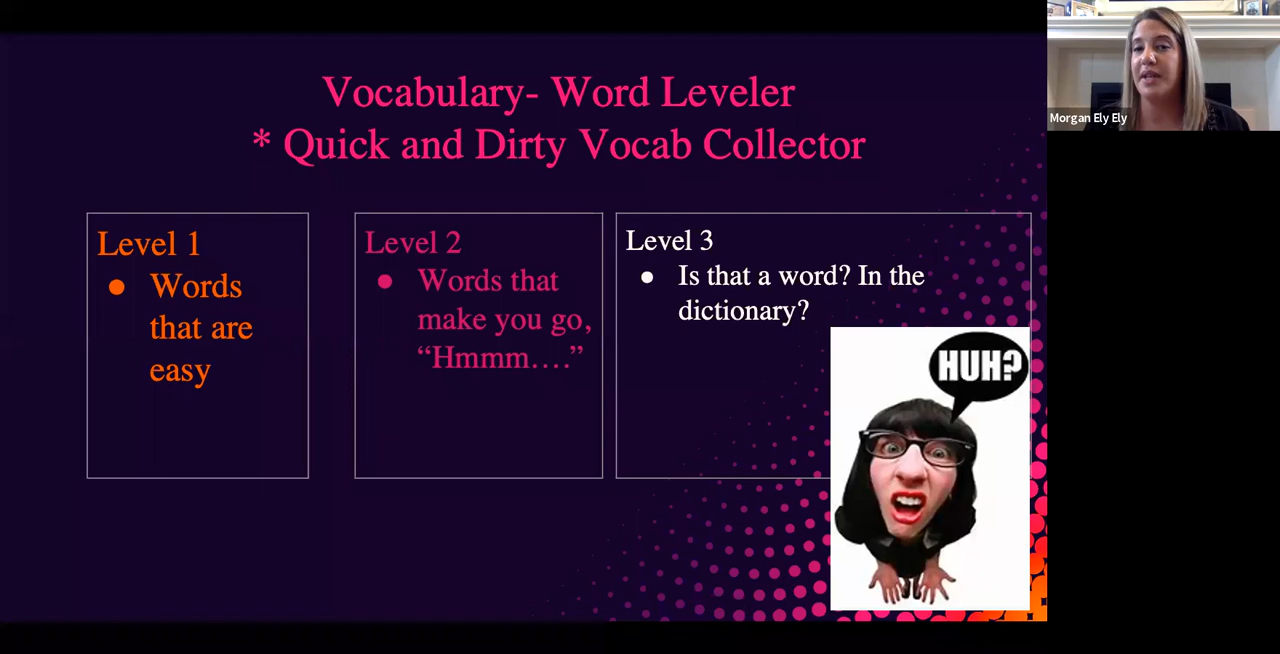 Vocabulary- Word Leveler
* Quick and Dirty Vocab Collector
Level 1
● Words
that are
easy
Level 2
● Words that
make you go,
“Hmmm….”
Level 3
● Is that a word? In the
dictionary?
HUH?
Morgan Ely Ely